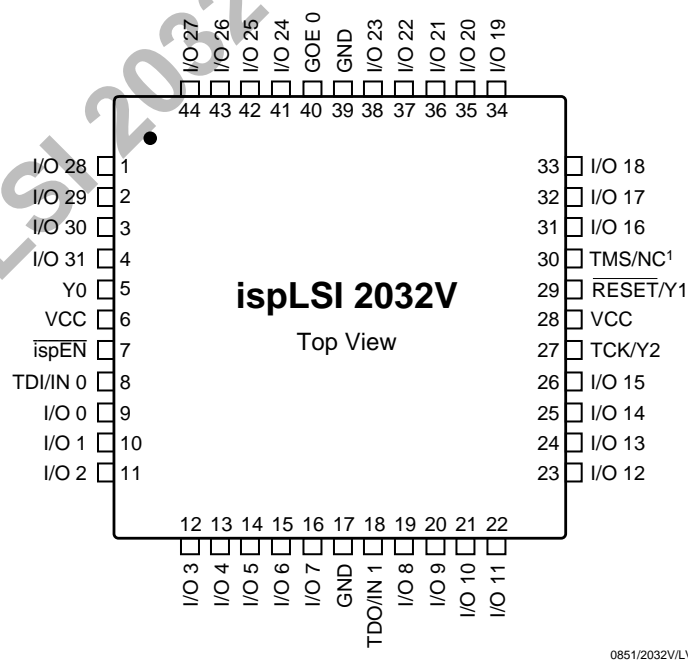 LSI 2032
I/O 27
I/O 26
I/O 25
I/O 24
GOE 0
GND
I/O 23
I/O 22
I/O 21
I/O 20
I/O 19
44 43 42 41 40 39 38 37 36 35 34
I/O 28 1
I/O 29 2
I/O 30 3
I/O 31 4
Y0 5
VCC 6
ispEN 7
TDI/IN 0 8
I/O 0 9
I/O 1 10
I/O 2 11
ispLSI 2032V
Top View
33 I/O 18
32 I/O 17
31 I/O 16
30 TMS/NC¹
29 RESET/Y1
28 VCC
27 TCK/Y2
26 I/O 15
25 I/O 14
24 I/O 13
23 I/O 12
12 13 14 15 16 17 18 19 20 21 22
I/O 3
I/O 4
I/O 5
I/O 6
I/O 7
GND
TDO/IN 1
I/O 8
I/O 9
I/O 10
I/O 11
0851/2032V/LV